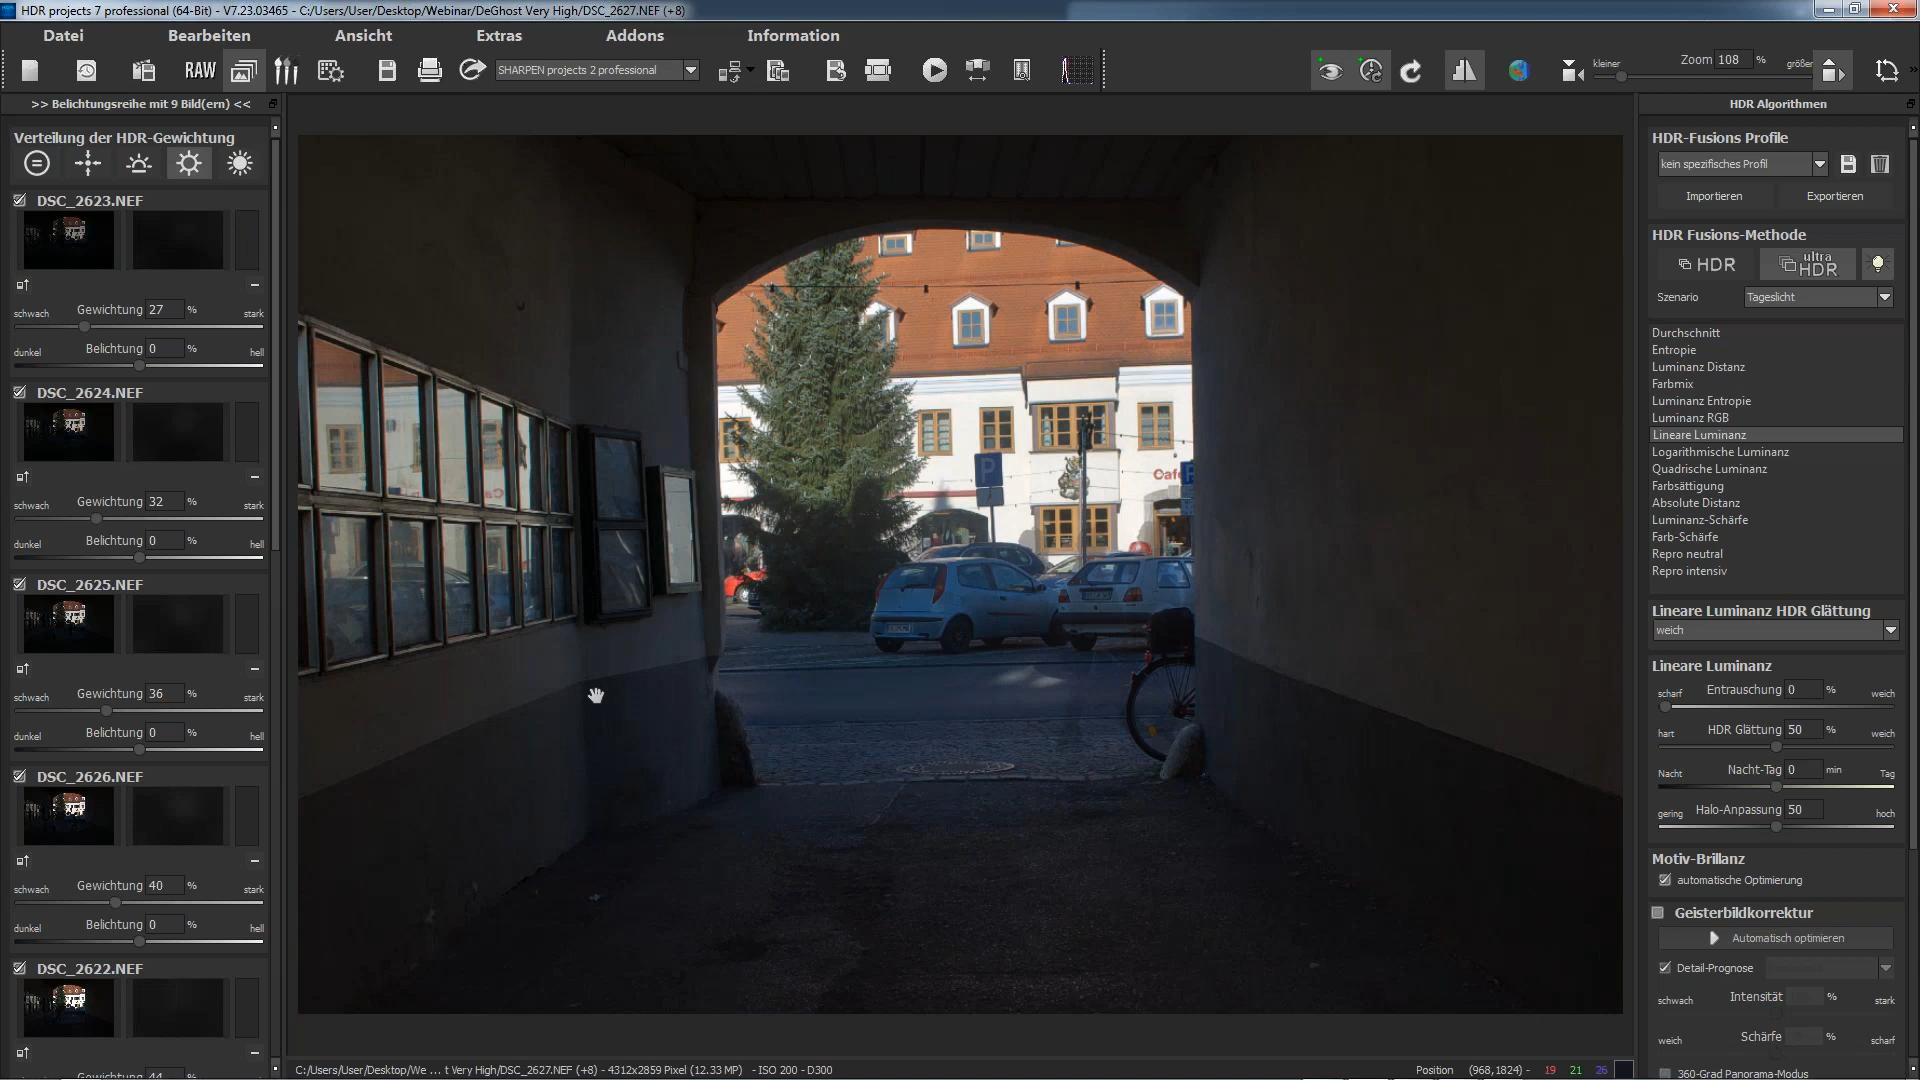 HDR projects 7 professional (64-Bit) - V7.23.03465 - C:/Users/User/Desktop/Webinar/DeGhost Very High/DSC_2627.NEF (+8)
Datei Bearbeiten Ansicht Extras Addons Information
RAW SHARPEN projects 2 professional kleiner Zoom 108 % größer
>> Belichtungsreihe mit 9 Bild(ern) <<
Verteilung der HDR-Gewichtung
DSC_2623.NEF
schwach Gewichtung 27 % stark
dunkel Belichtung 0 % hell
DSC_2624.NEF
schwach Gewichtung 32 % stark
dunkel Belichtung 0 % hell
DSC_2625.NEF
schwach Gewichtung 36 % stark
dunkel Belichtung 0 % hell
DSC_2626.NEF
schwach Gewichtung 40 % stark
dunkel Belichtung 0 % hell
DSC_2622.NEF
Gewichtung 44 %
P
Cafe
HDR Algorithmen
HDR-Fusions Profile
kein spezifisches Profil
Importieren Exportieren
HDR Fusions-Methode
HDR ultra HDR
Szenario Tageslicht
Durchschnitt
Entropie
Luminanz Distanz
Farbmix
Luminanz Entropie
Luminanz RGB
Lineare Luminanz
Logarithmische Luminanz
Quadrische Luminanz
Farbsättigung
Absolute Distanz
Luminanz-Schärfe
Farb-Schärfe
Repro neutral
Repro intensiv
Lineare Luminanz HDR Glättung
weich
Lineare Luminanz
scharf Entrauschung 0 % weich
hart HDR Glättung 50 % weich
Nacht Nacht-Tag 0 min Tag
gering Halo-Anpassung 50 hoch
Motiv-Brillanz
automatische Optimierung
Geisterbildkorrektur
Automatisch optimieren
Detail-Prognose
schwach Intensität % stark
weich Schärfe % scharf
360-Grad Panorama-Modus
C:/Users/User/Desktop/We ... t Very High/DSC_2627.NEF (+8) - 4312x2859 Pixel (12.33 MP) - ISO 200 - D300
Position (968,1824) - 19 21 26